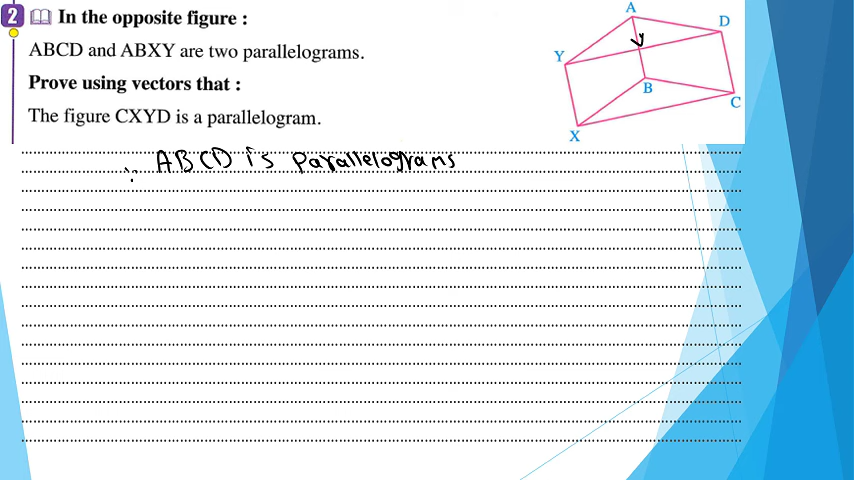 2 In the opposite figure :
ABCD and ABXY are two parallelograms.
Prove using vectors that :
The figure CXYD is a parallelogram.
A
D
Y
B
C
X
∵ ABCD is parallelograms